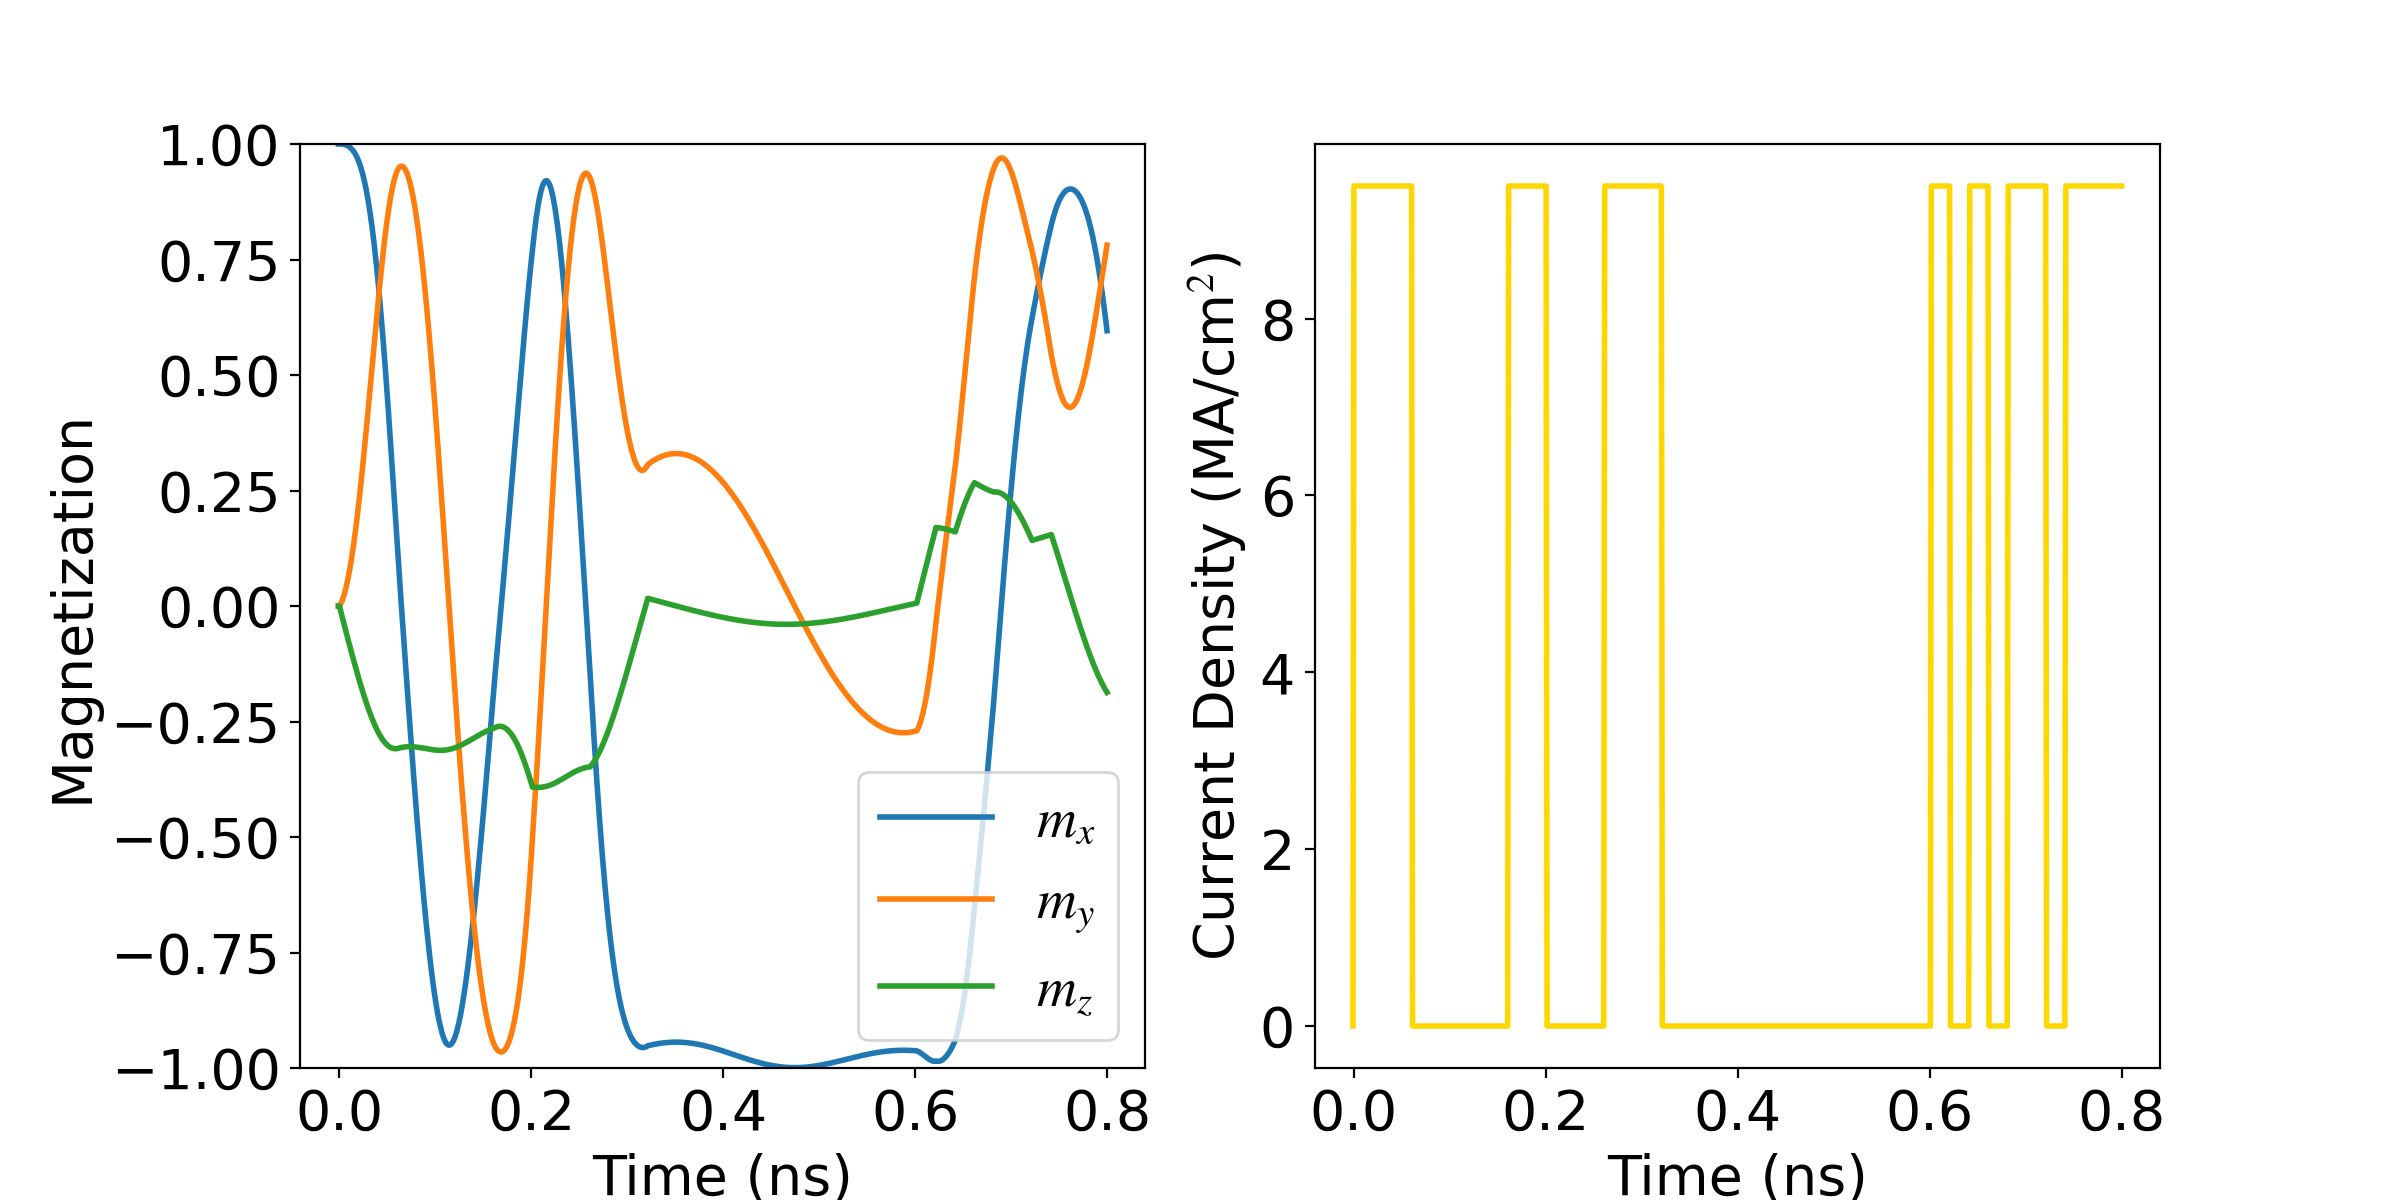 Magnetization
1.00
0.75
0.50
0.25
0.00
−0.25
−0.50
−0.75
−1.00
0.0 0.2 0.4 0.6 0.8
Time (ns)
mₓ
m_y
m_z
Current Density (MA/cm²)
8
6
4
2
0
0.0 0.2 0.4 0.6 0.8
Time (ns)